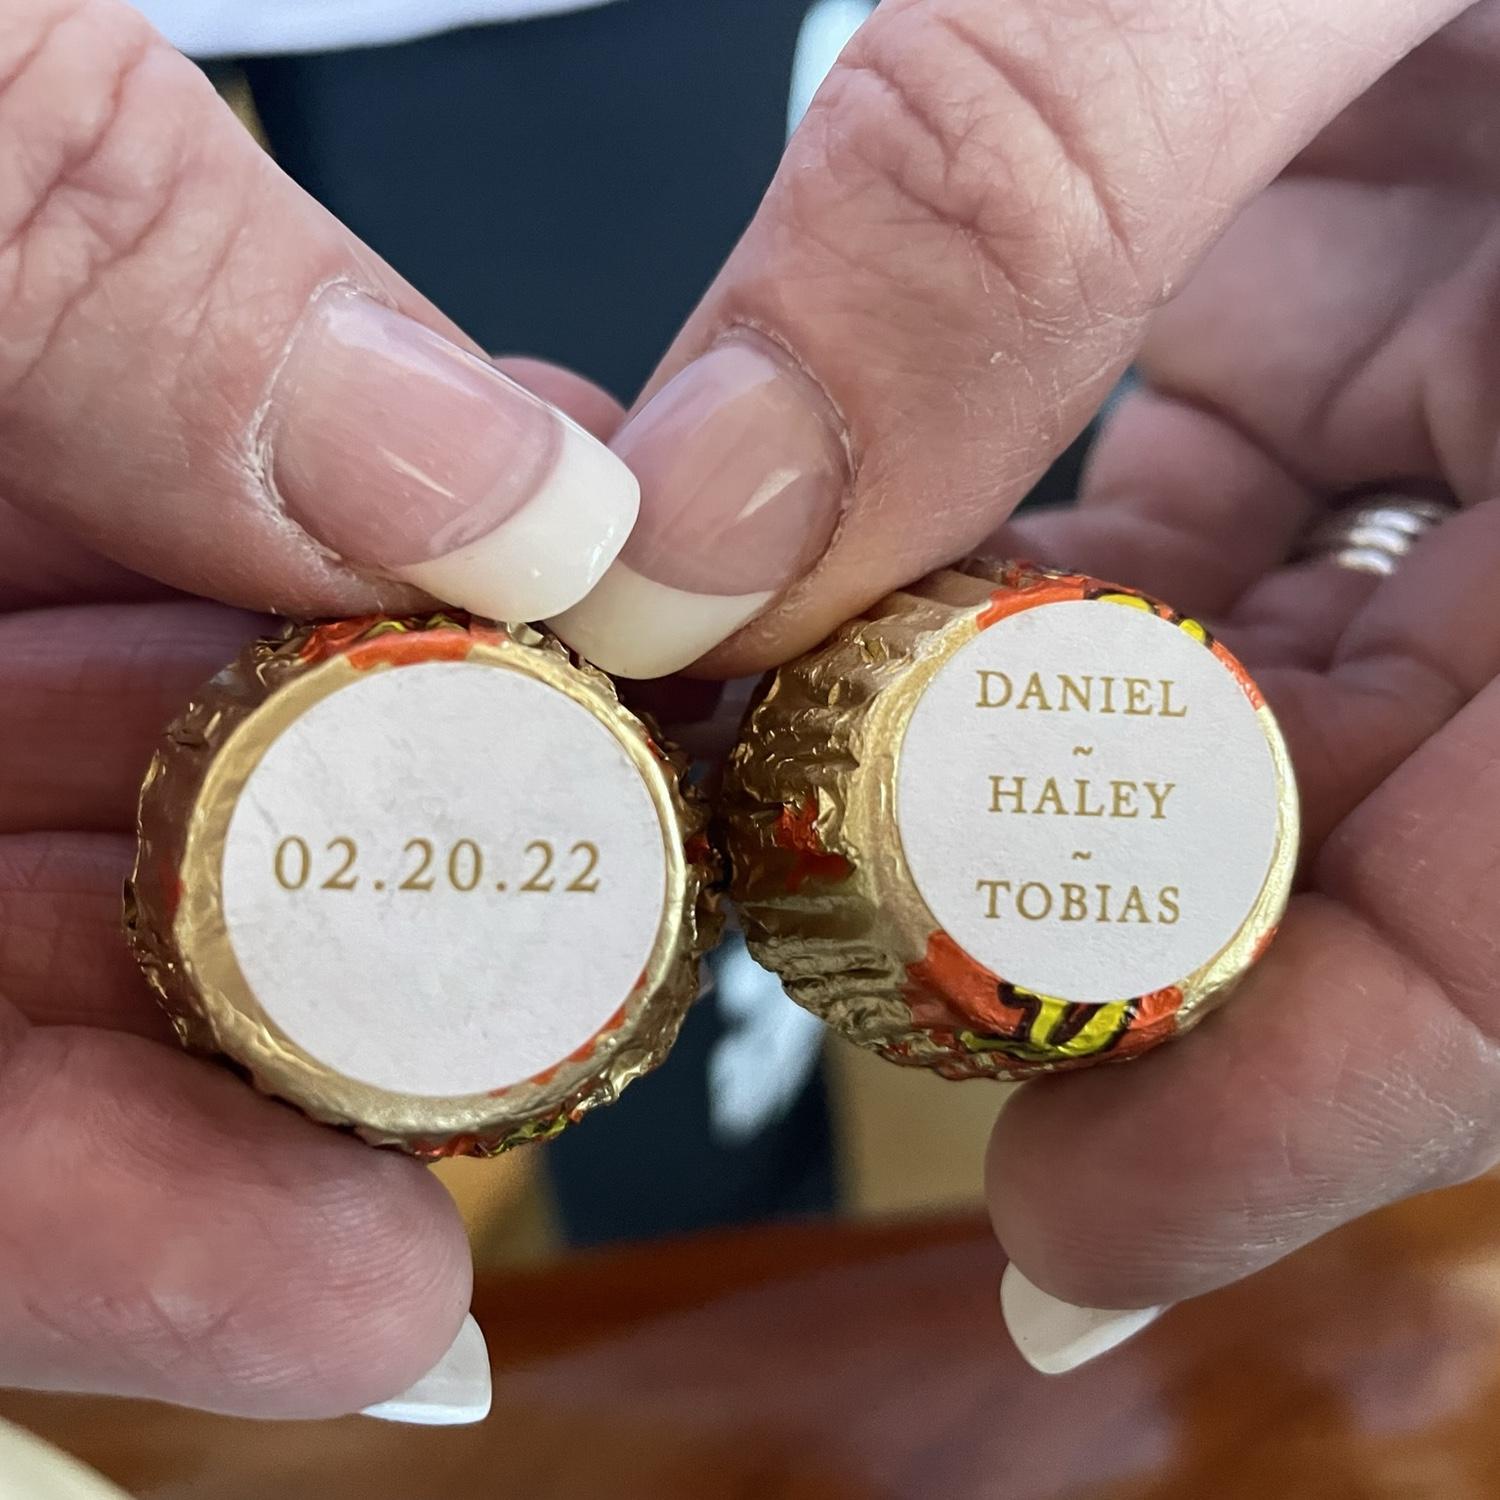 02.20.22
DANIEL
~
HALEY
~
TOBIAS